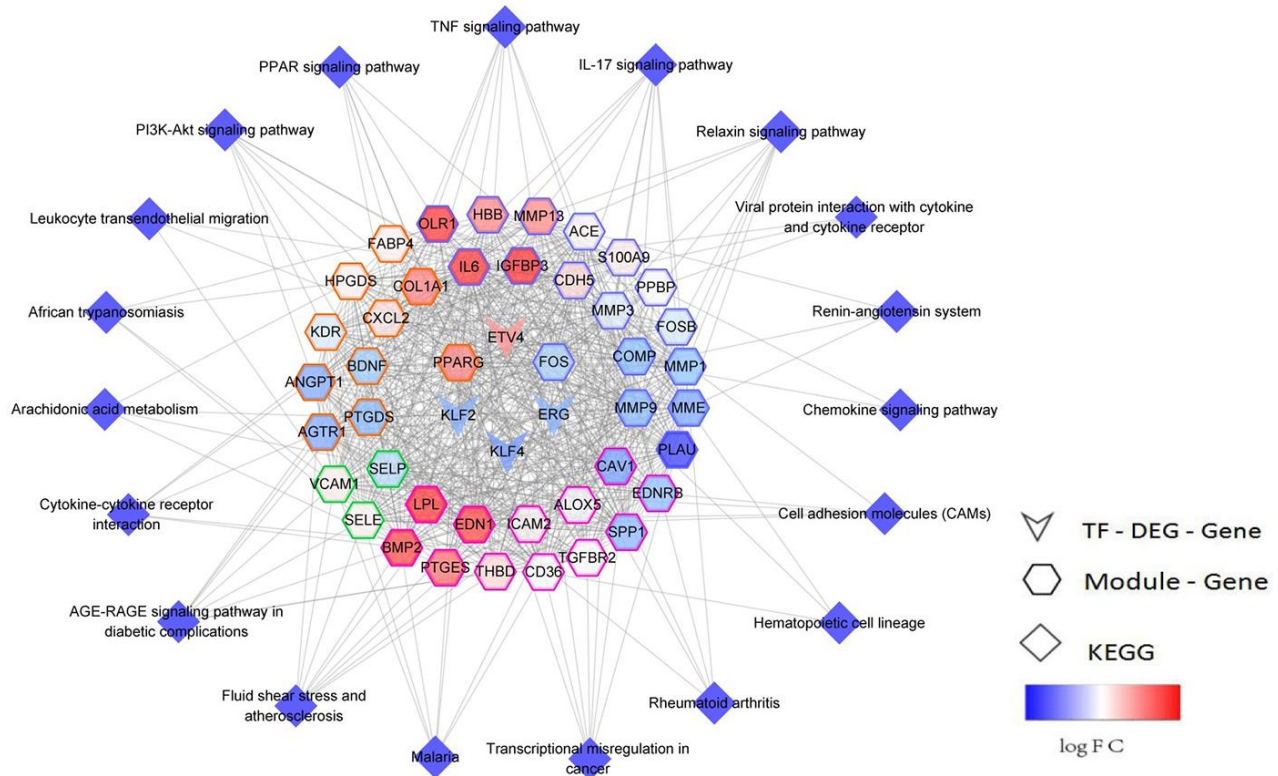 TNF signaling pathway
PPAR signaling pathway
IL-17 signaling pathway
PI3K-Akt signaling pathway
Relaxin signaling pathway
Leukocyte transendothelial migration
Viral protein interaction with cytokine
and cytokine receptor
African trypanosomiasis
Renin-angiotensin system
Arachidonic acid metabolism
Chemokine signaling pathway
Cytokine-cytokine receptor
interaction
Cell adhesion molecules (CAMs)
AGE-RAGE signaling pathway in
diabetic complications
Hematopoietic cell lineage
Fluid shear stress and
atherosclerosis
Rheumatoid arthritis
Malaria
Transcriptional misregulation in
cancer
OLR1
HBB
MMP13
ACE
FABP4
S100A9
IL6
IGFBP3
HPGDS
COL1A1
CDH5
PPBP
CXCL2
MMP3
KDR
FOSB
ETV4
BDNF
PPARG
FOS
COMP
MMP1
ANGPT1
PTGDS
KLF2
ERG
MMP9
MME
AGTR1
KLF4
PLAU
SELP
CAV1
VCAM1
EDNRB
LPL
ALOX5
SELE
EDN1
ICAM2
SPP1
BMP2
TGFBR2
PTGES
THBD
CD36
TF - DEG - Gene
Module - Gene
KEGG
log F C